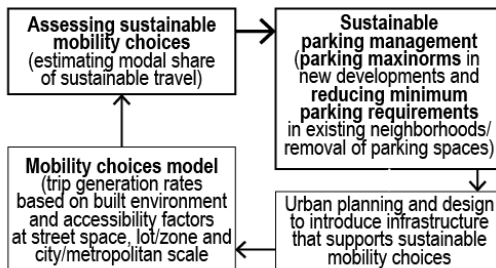 Assessing sustainable
mobility choices
(estimating modal share
of sustainable travel)
Sustainable
parking management
(parking maxinorms in
new developments and
reducing minimum
parking requirements
in existing neighborhoods/
removal of parking spaces)
Mobility choices model
(trip generation rates
based on built environment
and accessibility factors
at street space, lot/zone and
city/metropolitan scale
Urban planning and design
to introduce infrastructure
that supports sustainable
mobility choices